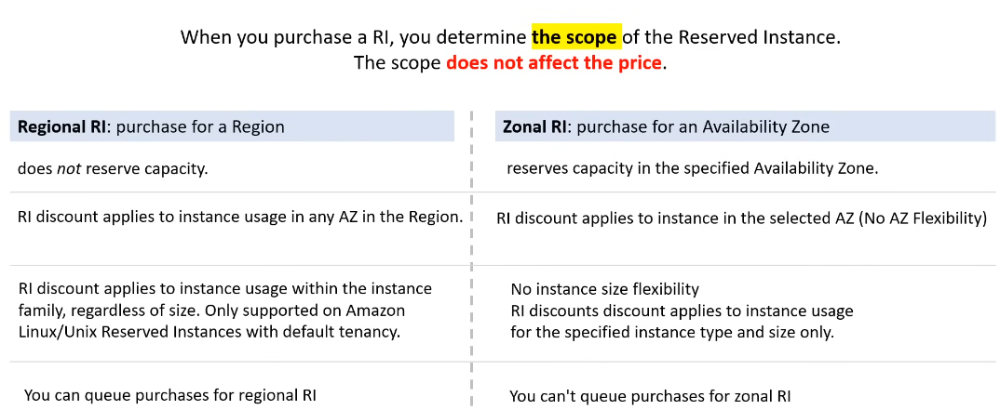 When you purchase a RI, you determine the scope of the Reserved Instance.
The scope does not affect the price.
Regional RI: purchase for a Region
Zonal RI: purchase for an Availability Zone
does not reserve capacity.
reserves capacity in the specified Availability Zone.
RI discount applies to instance usage in any AZ in the Region.
RI discount applies to instance in the selected AZ (No AZ Flexibility)
RI discount applies to instance usage within the instance
family, regardless of size. Only supported on Amazon
Linux/Unix Reserved Instances with default tenancy.
No instance size flexibility
RI discounts discount applies to instance usage
for the specified instance type and size only.
You can queue purchases for regional RI
You can't queue purchases for zonal RI